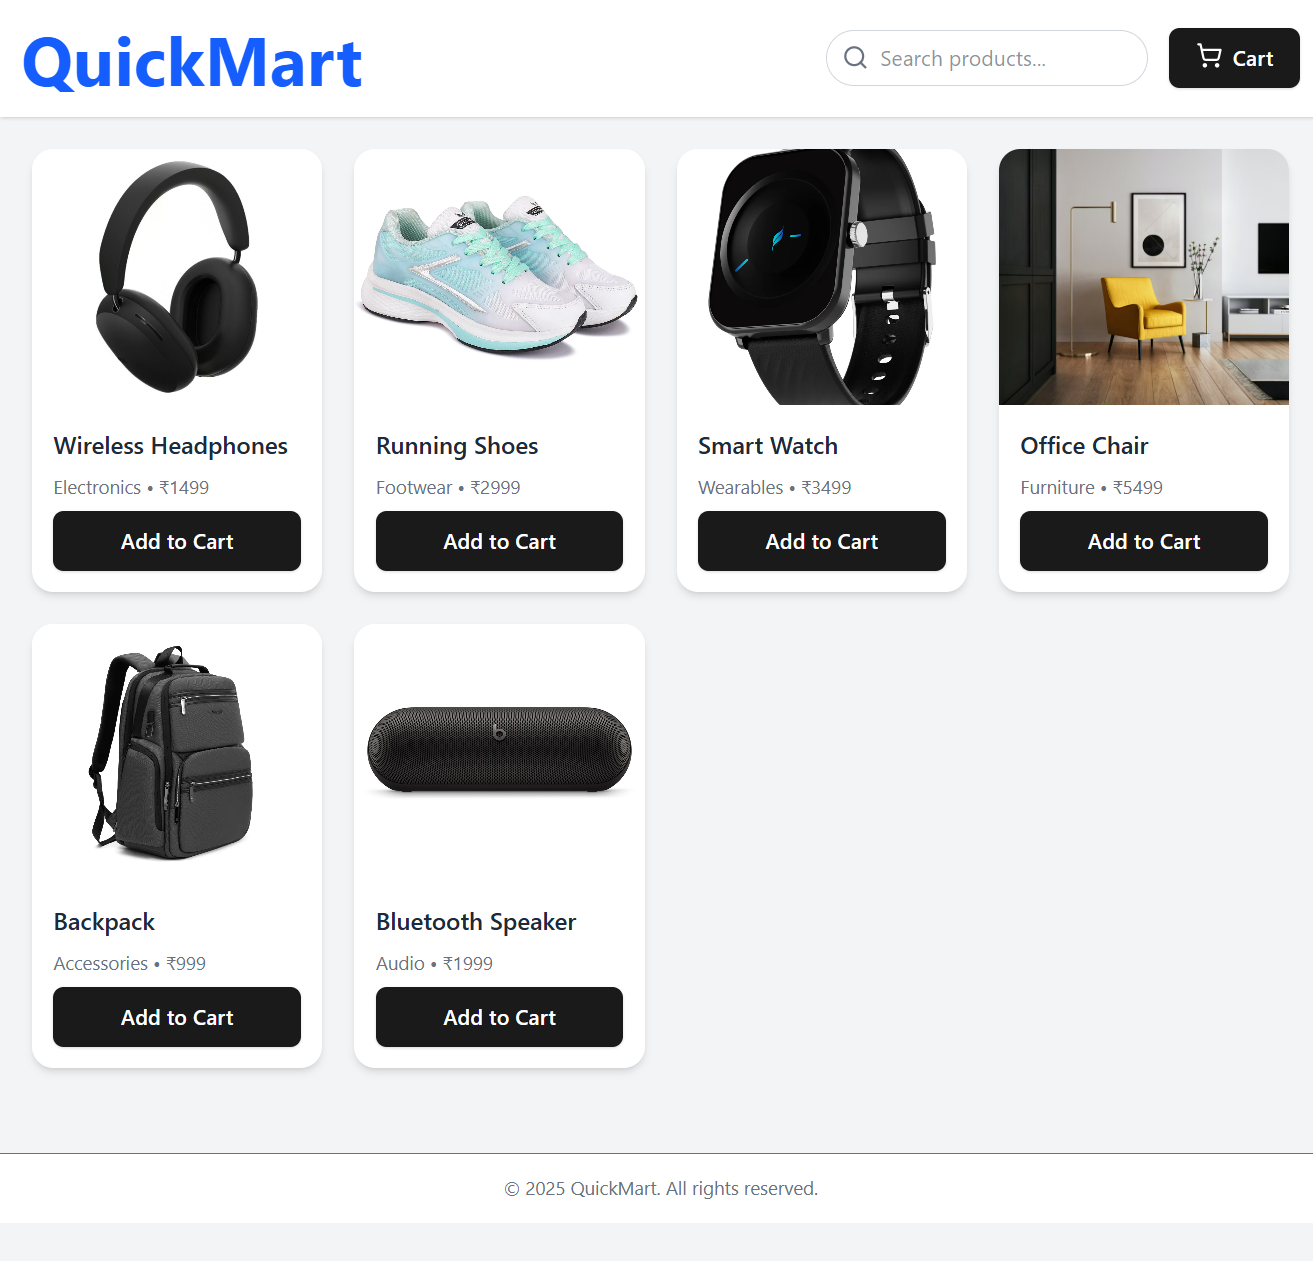 QuickMart
Search products...
Cart
Wireless Headphones
Electronics • ₹1499
Add to Cart
Running Shoes
Footwear • ₹2999
Add to Cart
Smart Watch
Wearables • ₹3499
Add to Cart
Office Chair
Furniture • ₹5499
Add to Cart
Backpack
Accessories • ₹999
Add to Cart
Bluetooth Speaker
Audio • ₹1999
Add to Cart
© 2025 QuickMart. All rights reserved.